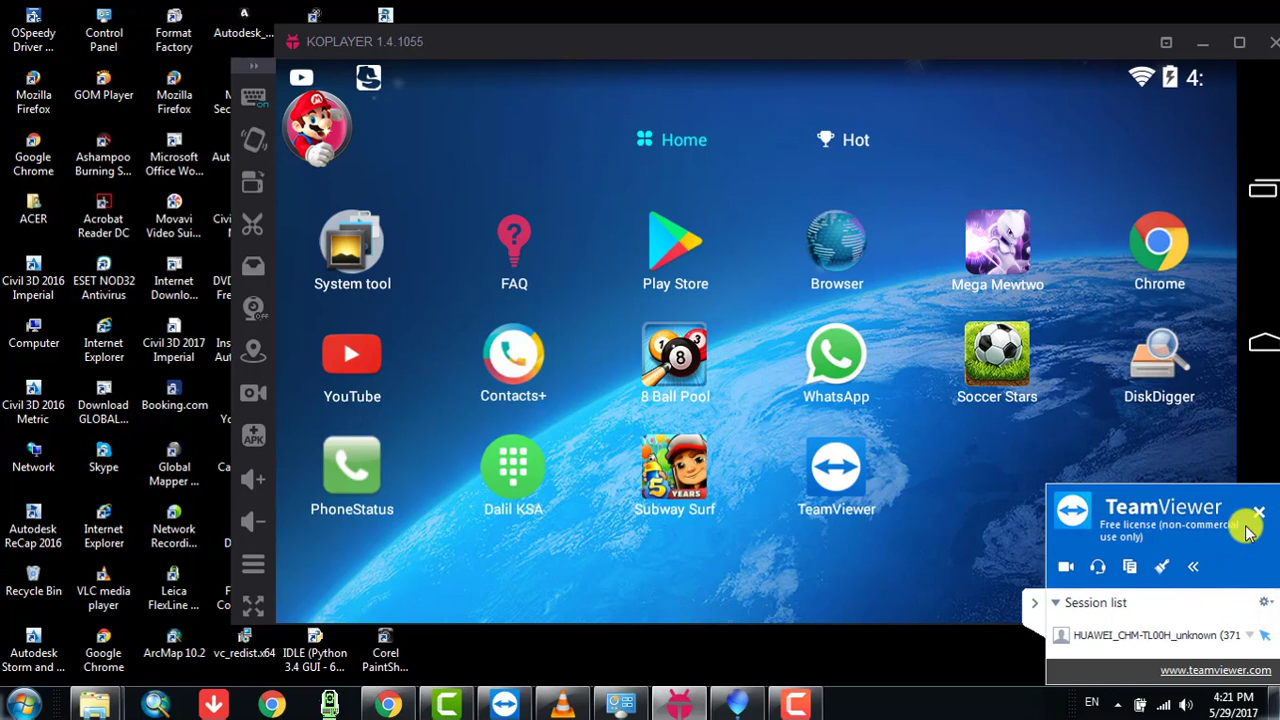 OSpeedy
Driver ...
Control
Panel
Format
Factory
Autodesk_...
Mozilla
Firefox
GOM Player
Mozilla
Firefox
Google
Chrome
Ashampoo
Burning S...
Microsoft
Office Wo...
ACER
Acrobat
Reader DC
Movavi
Video Sui...
Civil 3D 2016
Imperial
ESET NOD32
Antivirus
Internet
Downlo...
Computer
Internet
Explorer
Civil 3D 2017
Imperial
Civil 3D 2016
Metric
Download
GLOBAL...
Booking.com
Network
Skype
Global
Mapper ...
Autodesk
ReCap 2016
Internet
Explorer
Network
Recordi...
Recycle Bin
VLC media
player
Leica
FlexLine ...
Autodesk
Storm and ...
Google
Chrome
ArcMap 10.2
vc_redist.x64
IDLE (Python
3.4 GUI - 6...
Corel
PaintSh...
KOPLAYER 1.4.1055
4:
Home
Hot
System tool
FAQ
Play Store
Browser
Mega Mewtwo
Chrome
YouTube
Contacts+
8 Ball Pool
WhatsApp
Soccer Stars
DiskDigger
PhoneStatus
Dalil KSA
Subway Surf
TeamViewer
5
YEARS
ON
OFF
APK
TeamViewer
Free license (non-commercial
use only)
Session list
HUAWEI_CHM-TL00H_unknown (371
www.teamviewer.com
EN
4:21 PM
5/29/2017